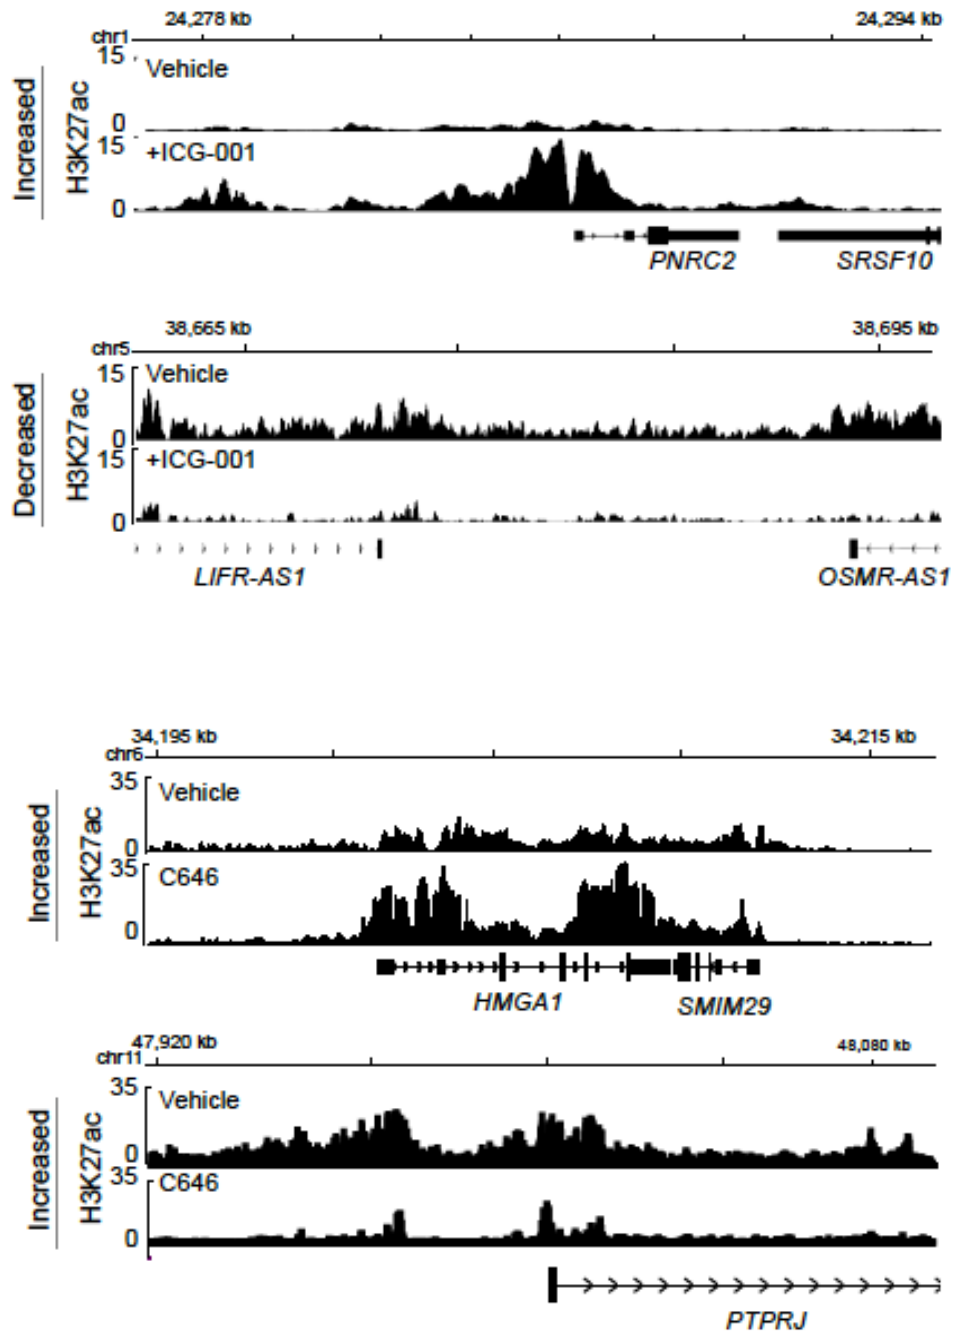 24,278 kb 24,294 kb
chr1
Increased
H3K27ac
15
Vehicle
0
15
+ICG-001
0
PNRC2 SRSF10
38,665 kb 38,695 kb
chr5
Decreased
H3K27ac
15
Vehicle
0
15
+ICG-001
0
LIFR-AS1 OSMR-AS1
34,195 kb 34,215 kb
chr6
Increased
H3K27ac
35
Vehicle
0
35
C646
0
HMGA1 SMIM29
47,920 kb 48,080 kb
chr11
Increased
H3K27ac
35
Vehicle
0
35
C646
0
PTPRJ